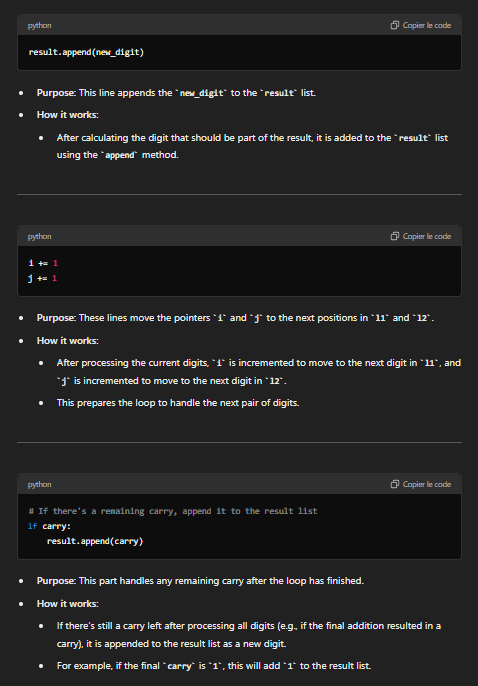 python Copier le code
result.append(new_digit)
• Purpose: This line appends the `new_digit` to the `result` list.
• How it works:
• After calculating the digit that should be part of the result, it is added to the `result` list
using the `append` method.
python Copier le code
i += 1
j += 1
• Purpose: These lines move the pointers `i` and `j` to the next positions in `l1` and `l2`.
• How it works:
• After processing the current digits, `i` is incremented to move to the next digit in `l1`, and
`j` is incremented to move to the next digit in `l2`.
• This prepares the loop to handle the next pair of digits.
python Copier le code
# If there's a remaining carry, append it to the result list
if carry:
    result.append(carry)
• Purpose: This part handles any remaining carry after the loop has finished.
• How it works:
• If there's still a carry left after processing all digits (e.g., if the final addition resulted in a
carry), it is appended to the result list as a new digit.
• For example, if the final `carry` is `1`, this will add `1` to the result list.